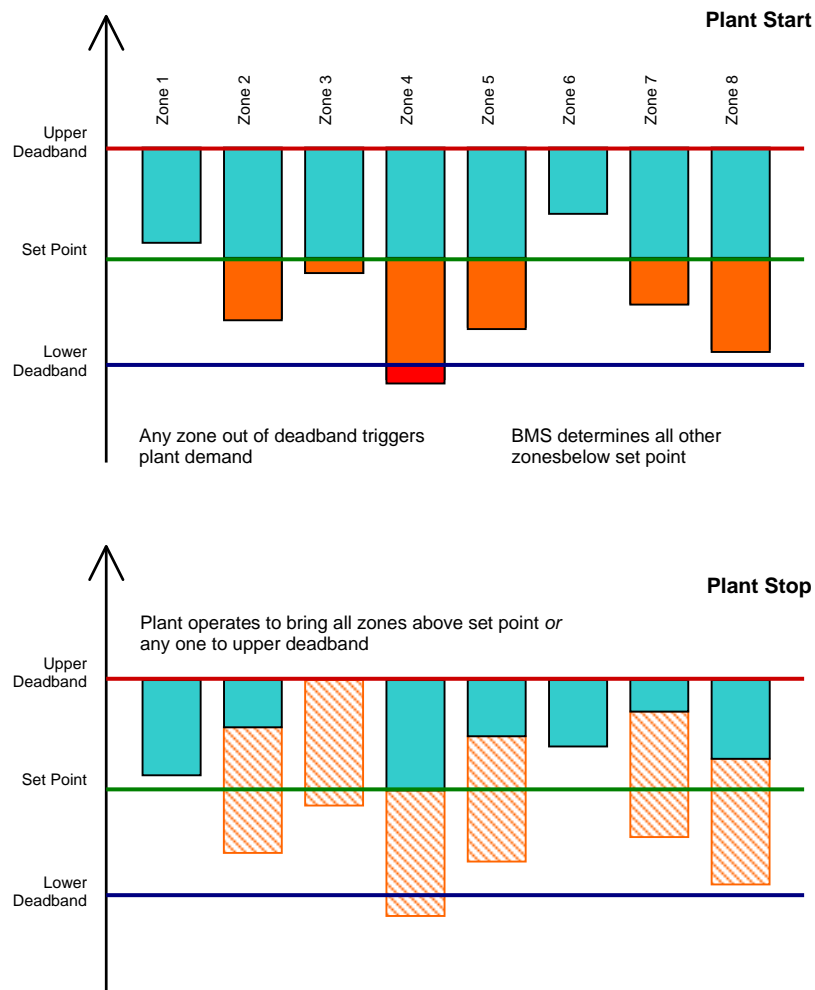 Plant Start
Zone 1
Zone 2
Zone 3
Zone 4
Zone 5
Zone 6
Zone 7
Zone 8
Upper
Deadband
Set Point
Lower
Deadband
Any zone out of deadband triggers
plant demand
BMS determines all other
zonesbelow set point
Plant Stop
Plant operates to bring all zones above set point or
any one to upper deadband
Upper
Deadband
Set Point
Lower
Deadband